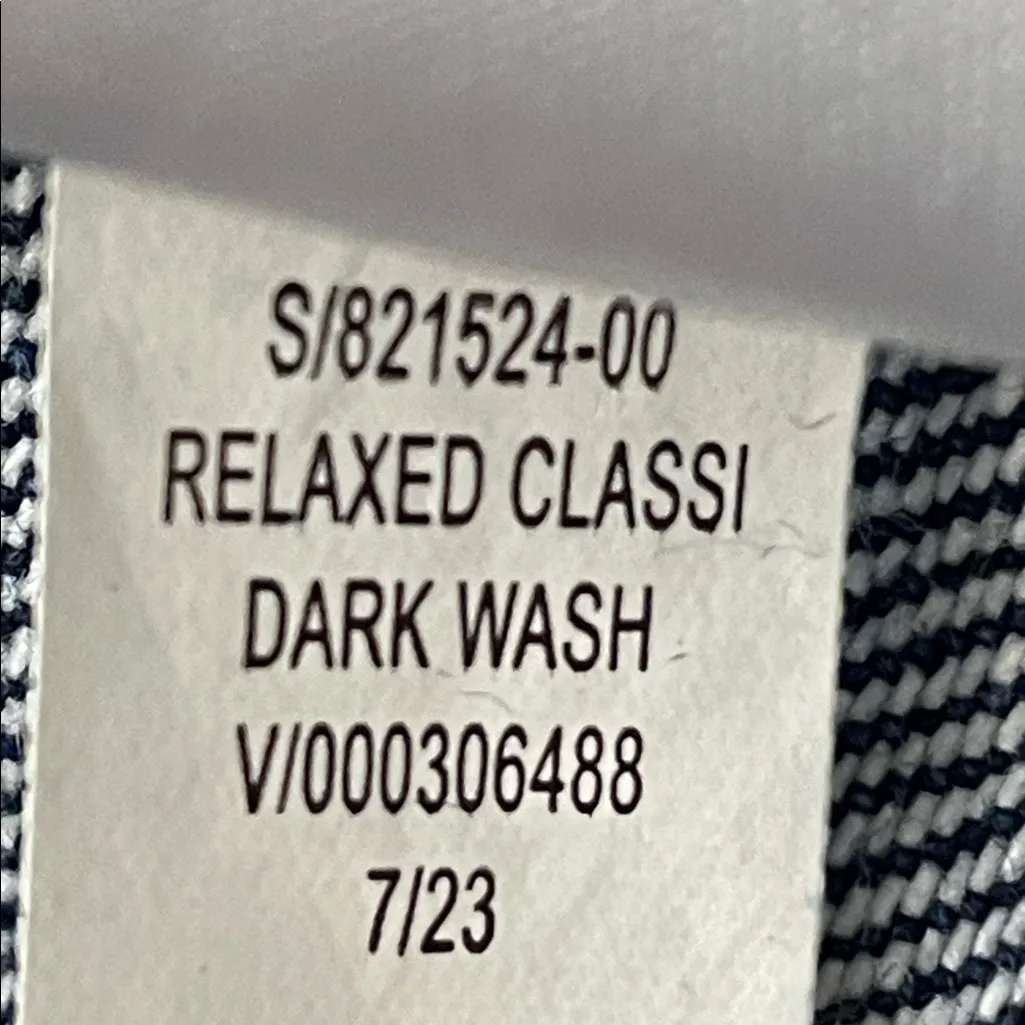 S/821524-00
RELAXED CLASSI
DARK WASH
V/000306488
7/23